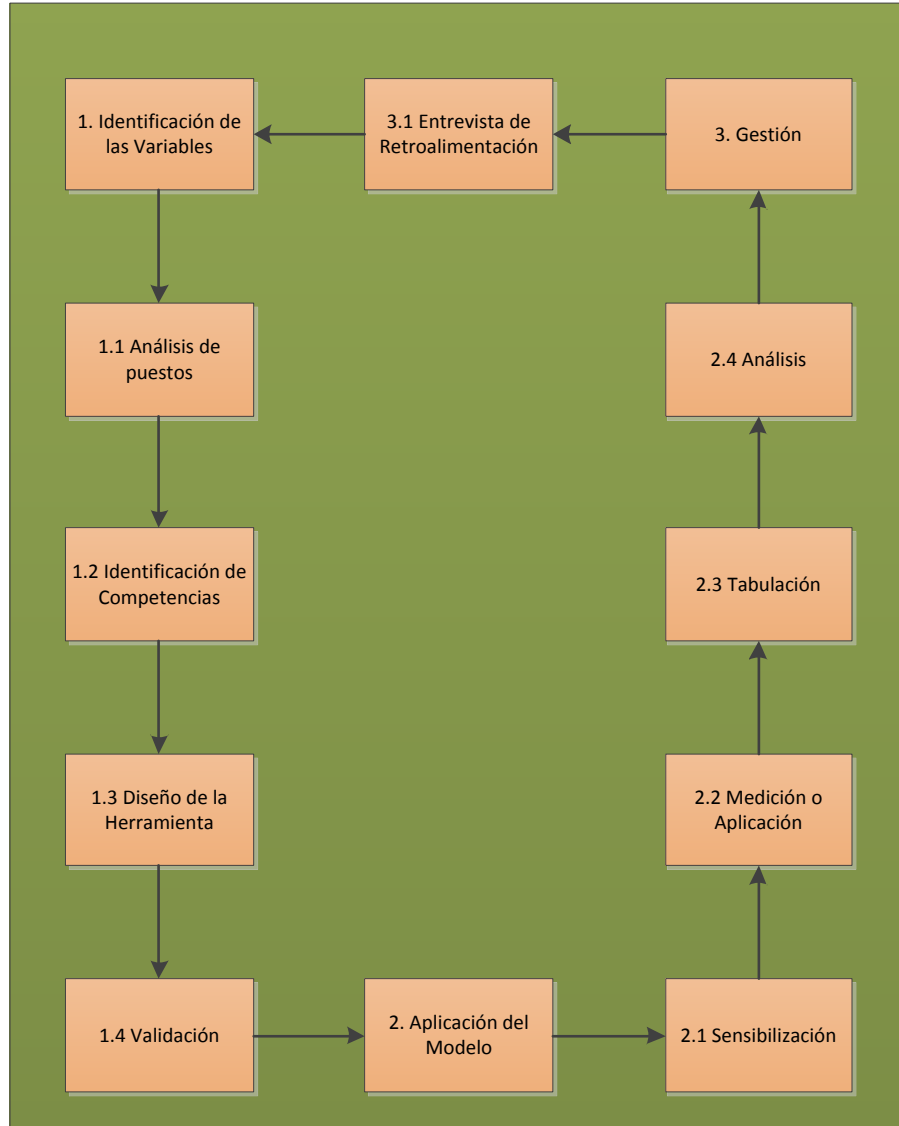 1. Identificación de
las Variables
3.1 Entrevista de
Retroalimentación
3. Gestión
1.1 Análisis de
puestos
2.4 Análisis
1.2 Identificación de
Competencias
2.3 Tabulación
1.3 Diseño de la
Herramienta
2.2 Medición o
Aplicación
1.4 Validación
2. Aplicación del
Modelo
2.1 Sensibilización